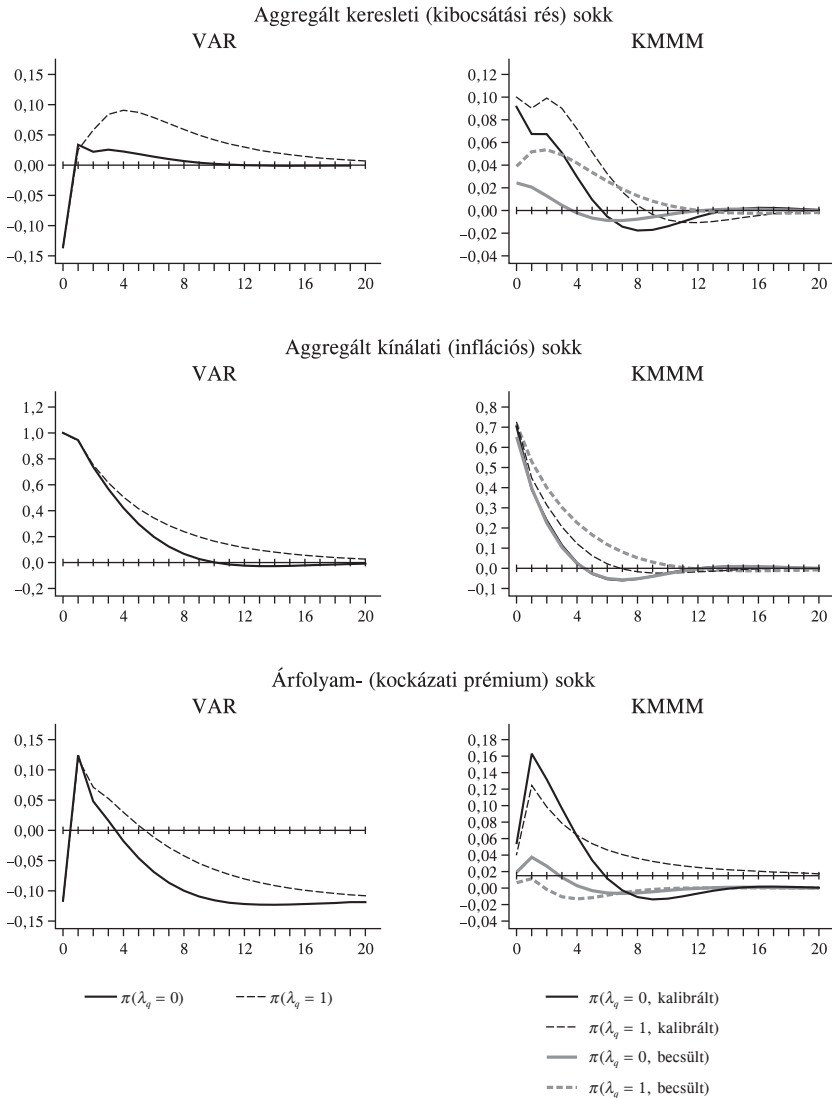 Aggregált keresleti (kibocsátási rés) sokk
VAR
0,15
0,10
0,05
0,00
–0,05
–0,10
–0,15
0 4 8 12 16 20
KMMM
0,12
0,10
0,08
0,06
0,04
0,02
0,00
–0,02
–0,04
0 4 8 12 16 20
Aggregált kínálati (inflációs) sokk
VAR
1,2
1,0
0,8
0,6
0,4
0,2
0,0
–0,2
0 4 8 12 16 20
KMMM
0,8
0,7
0,6
0,5
0,4
0,3
0,2
0,1
0,0
–0,1
0 4 8 12 16 20
Árfolyam- (kockázati prémium) sokk
VAR
0,15
0,10
0,05
0,00
–0,05
–0,10
–0,15
0 4 8 12 16 20
KMMM
0,18
0,16
0,14
0,12
0,10
0,08
0,06
0,04
0,02
0,00
–0,02
–0,04
0 4 8 12 16 20
π(λq = 0) π(λq = 1)
π(λq = 0, kalibrált)
π(λq = 1, kalibrált)
π(λq = 0, becsült)
π(λq = 1, becsült)